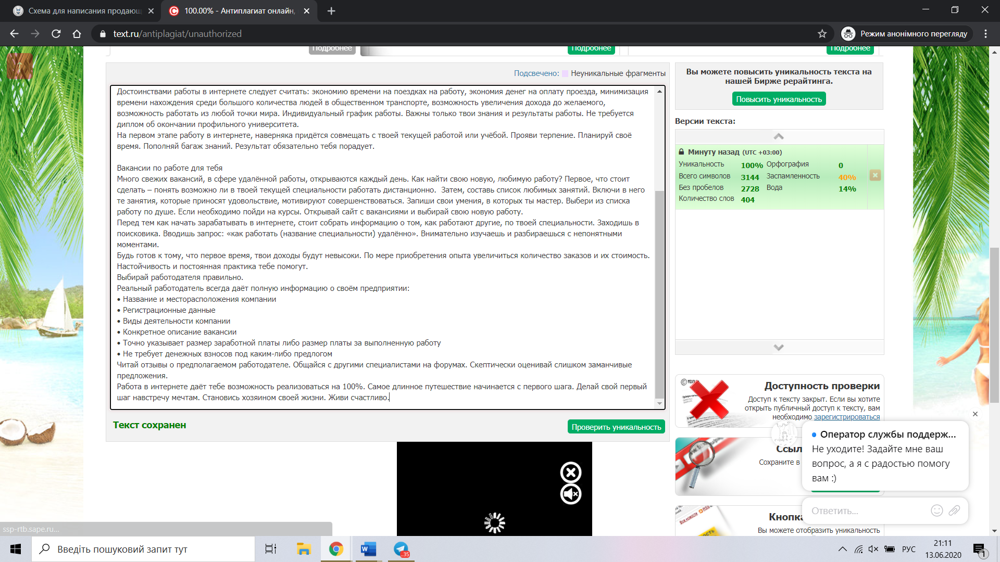 Схема для написания продающ
100.00% - Антиплагиат онлайн,
text.ru/antiplagiat/unauthorized
Режим анонімного перегляду
Подробнее
Подробнее
Подробнее
Подсвечено: Неуникальные фрагменты
Достоинствами работы в интернете следует считать: экономию времени на поездках на работу, экономия денег на оплату проезда, минимизация
времени нахождения среди большого количества людей в общественном транспорте, возможность увеличения дохода до желаемого,
возможность работать из любой точки мира. Индивидуальный график работы. Важны только твои знания и результаты работы. Не требуется
диплом об окончании профильного университета.
На первом этапе работу в интернете, наверняка придётся совмещать с твоей текущей работой или учёбой. Прояви терпение. Планируй своё
время. Пополняй багаж знаний. Результат обязательно тебя порадует.
Вакансии по работе для тебя
Много свежих вакансий, в сфере удалённой работы, открываются каждый день. Как найти свою новую, любимую работу? Первое, что стоит
сделать – понять возможно ли в твоей текущей специальности работать дистанционно.  Затем, составь список любимых занятий. Включи в него
те занятия, которые приносят удовольствие, мотивируют совершенствоваться. Запиши свои умения, в которых ты мастер. Выбери из списка
работу по душе. Если необходимо пойди на курсы. Открывай сайт с вакансиями и выбирай свою новую работу.
Перед тем как начать зарабатывать в интернете, стоит собрать информацию о том, как работают другие, по твоей специальности. Заходишь в
поисковика. Вводишь запрос: «как работать (название специальности) удалённо». Внимательно изучаешь и разбираешься с непонятными
моментами.
Будь готов к тому, что первое время, твои доходы будут невысоки. По мере приобретения опыта увеличиться количество заказов и их стоимость.
Настойчивость и постоянная практика тебе помогут.
Выбирай работодателя правильно.
Реальный работодатель всегда даёт полную информацию о своём предприятии:
• Название и месторасположения компании
• Регистрационные данные
• Виды деятельности компании
• Конкретное описание вакансии
• Точно указывает размер заработной платы либо размер платы за выполненную работу
• Не требует денежных взносов под каким-либо предлогом
Читай отзывы о предполагаемом работодателе. Общайся с другими специалистами на форумах. Скептически оценивай слишком заманчивые
предложения.
Работа в интернете даёт тебе возможность реализоваться на 100%. Самое длинное путешествие начинается с первого шага. Делай свой первый
шаг навстречу мечтам. Становись хозяином своей жизни. Живи счастливо.
Текст сохранен
Проверить уникальность
Вы можете повысить уникальность текста на
нашей Бирже рерайтинга.
Повысить уникальность
Версии текста:
Минуту назад (UTC +03:00)
Уникальность 100% Орфография 0
Всего символов 3144 Заспамленность 40%
Без пробелов 2728 Вода 14%
Количество слов 404
Доступность проверки
Доступ к тексту закрыт. Если вы хотите
открыть публичный доступ к тексту, вам
необходимо зарегистрироваться
Ссыл
Сохраните в
Оператор службы поддерж...
Не уходите! Задайте мне ваш
вопрос, а я с радостью помогу
вам :)
Ответить...
Кнопка
Вы можете отобразить уникальность
ssp-rtb.sape.ru...
Введіть пошуковий запит тут
..35
РУС
21:11
13.06.2020
1